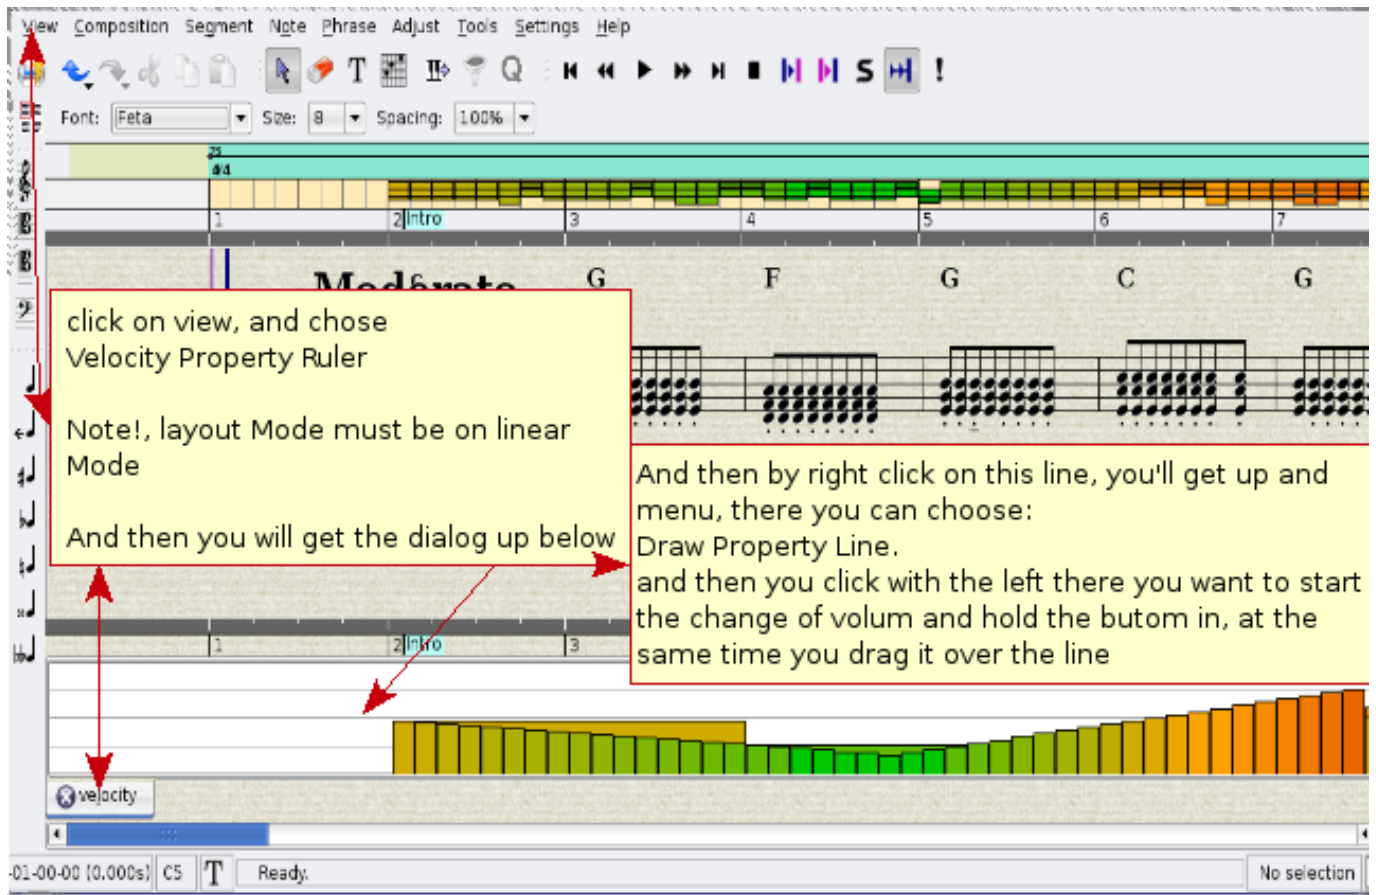 View Composition Segment Note Phrase Adjust Tools Settings Help
T Q S !
Font: Feta Size: 8 Spacing: 100%
4/4
1 2 Intro 3 4 5 6 7
G F G C G
click on view, and chose
Velocity Property Ruler
Note!, layout Mode must be on linear
Mode
And then you will get the dialog up below
And then by right click on this line, you'll get up and
menu, there you can choose:
Draw Property Line.
and then you click with the left there you want to start
the change of volum and hold the butom in, at the
same time you drag it over the line
1 2 Intro 3
velocity
-01-00-00 (0.000s) C5 T Ready. No selection